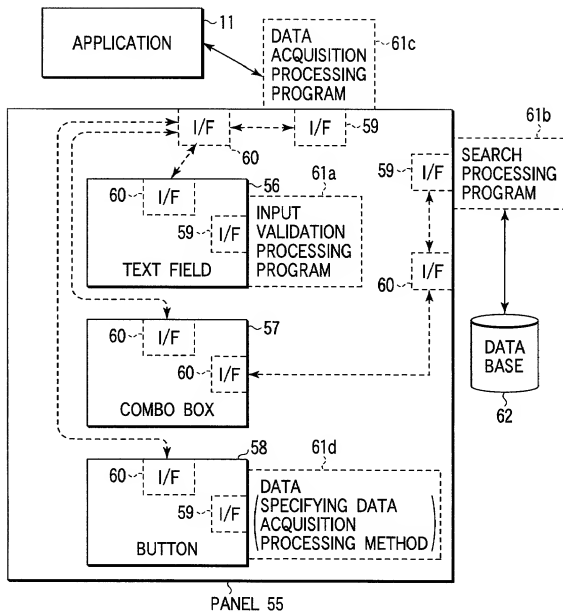 APPLICATION
11
DATA
ACQUISITION
PROCESSING
PROGRAM
61c
I/F
I/F
59
60
61b
59
I/F
SEARCH
PROCESSING
PROGRAM
56
61a
60
I/F
59
I/F
INPUT
VALIDATION
PROCESSING
PROGRAM
TEXT FIELD
I/F
60
57
60
I/F
60
I/F
COMBO BOX
DATA
BASE
62
58
61d
60
I/F
59
I/F
DATA
SPECIFYING DATA
ACQUISITION
PROCESSING METHOD
BUTTON
PANEL 55